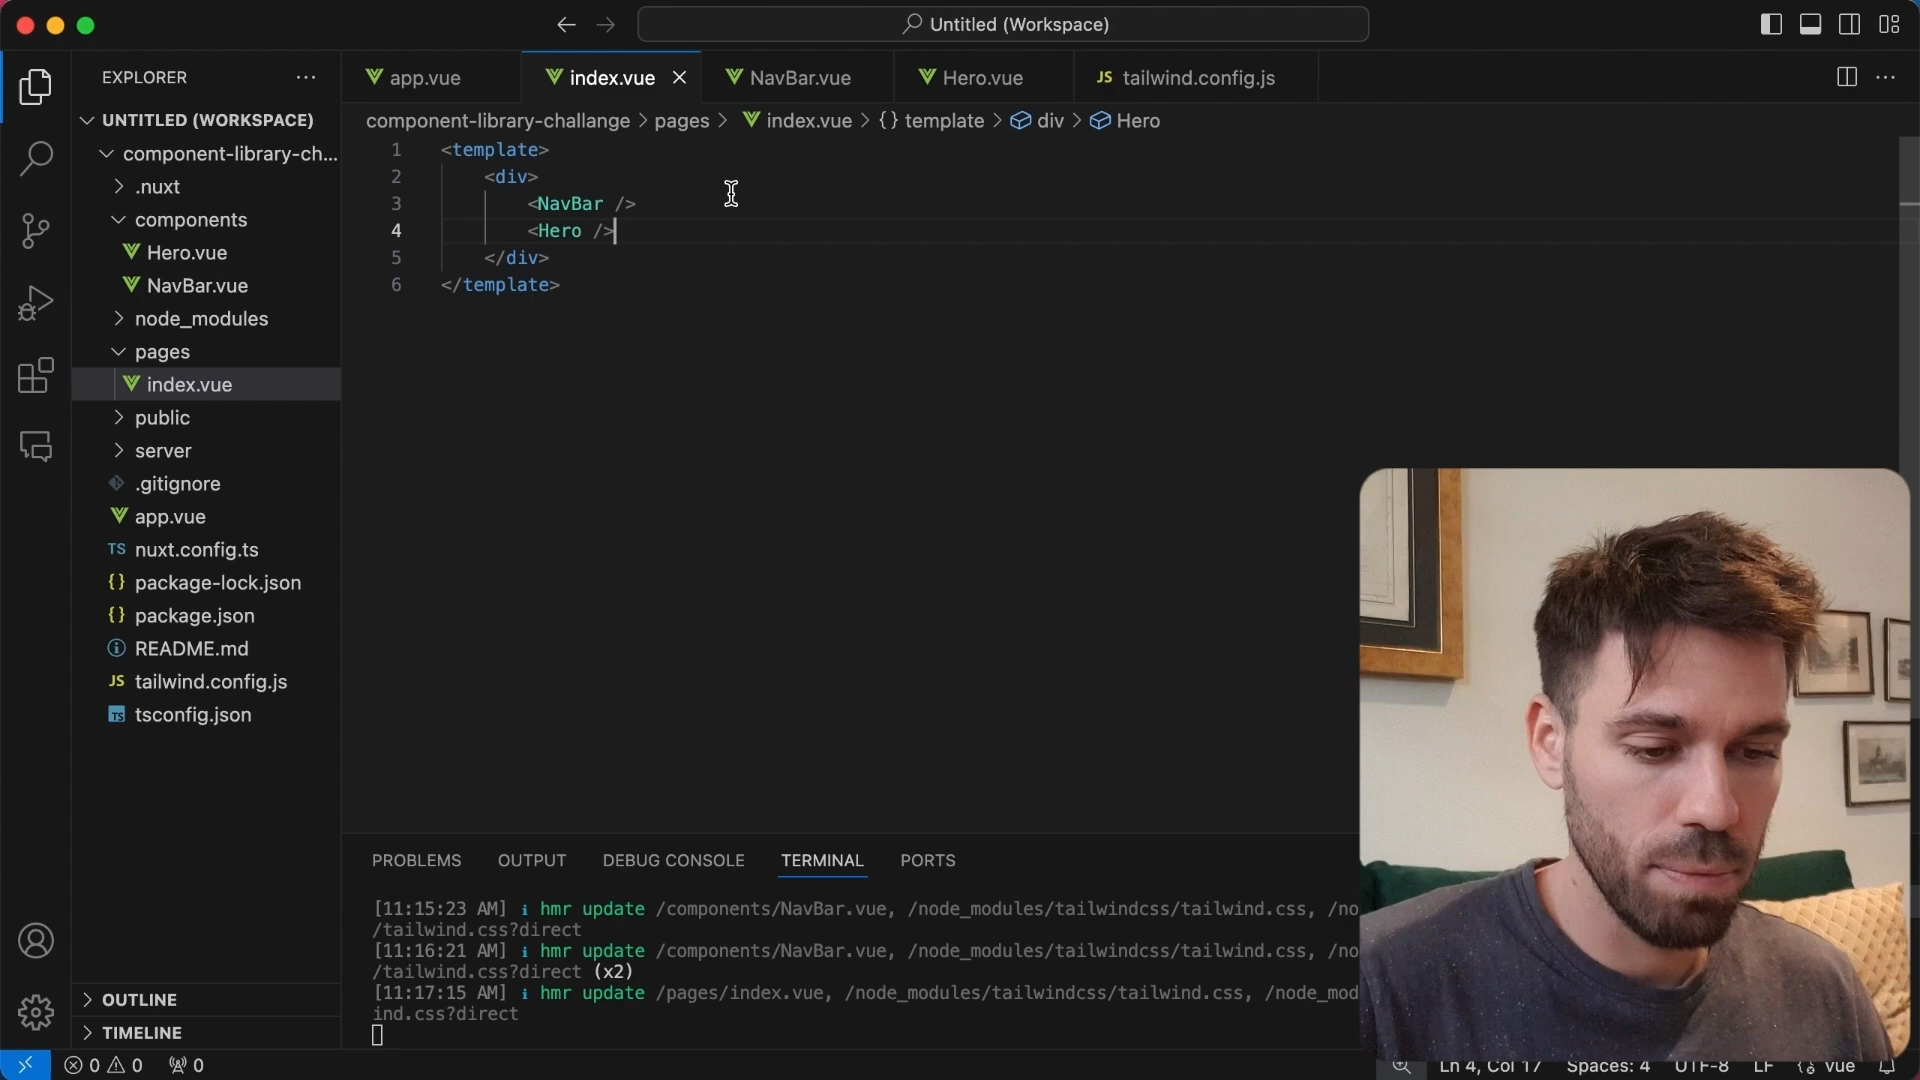 Untitled (Workspace)
EXPLORER
app.vue
index.vue
NavBar.vue
Hero.vue
JS tailwind.config.js
UNTITLED (WORKSPACE)
component-library-challange > pages > index.vue > {} template > div > Hero
component-library-ch...
.nuxt
components
Hero.vue
NavBar.vue
node_modules
pages
index.vue
public
server
.gitignore
app.vue
TS nuxt.config.ts
{} package-lock.json
{} package.json
README.md
JS tailwind.config.js
TS tsconfig.json
OUTLINE
TIMELINE
1 <template>
2 <div>
3 <NavBar />
4 <Hero />
5 </div>
6 </template>
PROBLEMS OUTPUT DEBUG CONSOLE TERMINAL PORTS
[11:15:23 AM] i hmr update /components/NavBar.vue, /node_modules/tailwindcss/tailwind.css, /no
/tailwind.css?direct
[11:16:21 AM] i hmr update /components/NavBar.vue, /node_modules/tailwindcss/tailwind.css, /no
/tailwind.css?direct (x2)
[11:17:15 AM] i hmr update /pages/index.vue, /node_modules/tailwindcss/tailwind.css, /node_mod
ind.css?direct
0 0 0
Ln 4, Col 17 Spaces: 4 UTF-8 LF vue